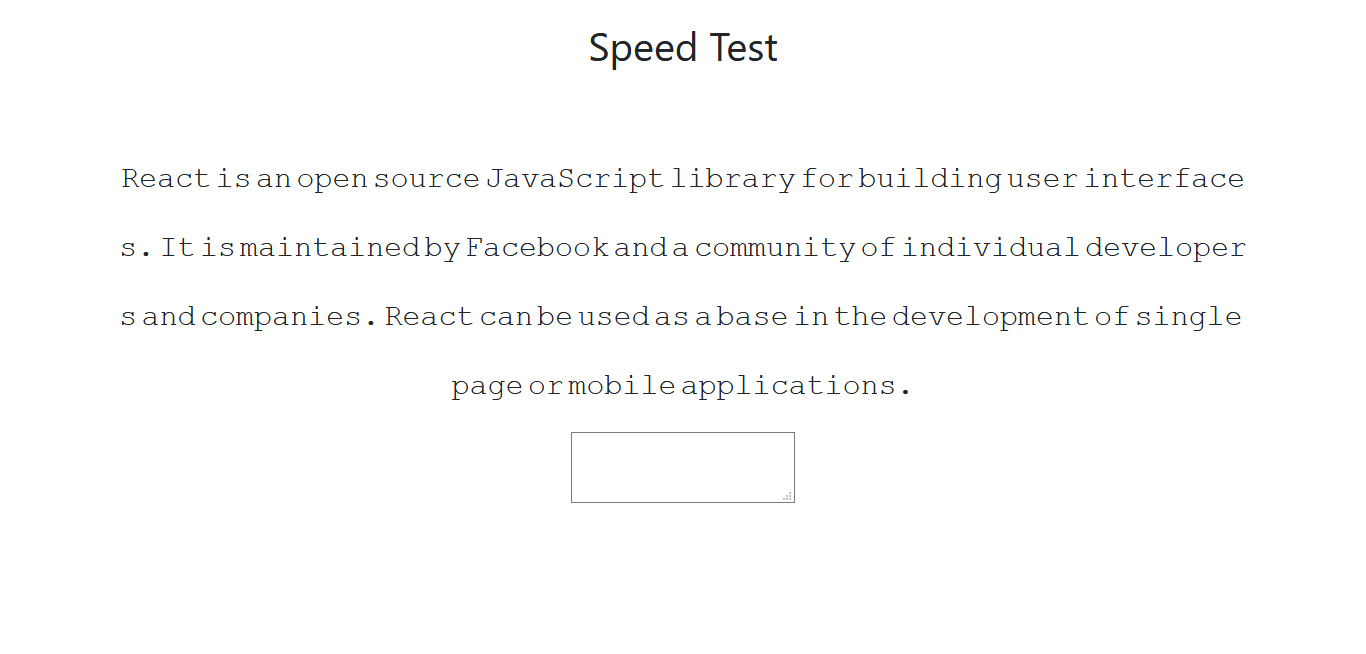 Speed Test
React is an open source JavaScript library for building user interface
s. It is maintained by Facebook and a community of individual developer
s and companies. React can be used as a base in the development of single
page or mobile applications.